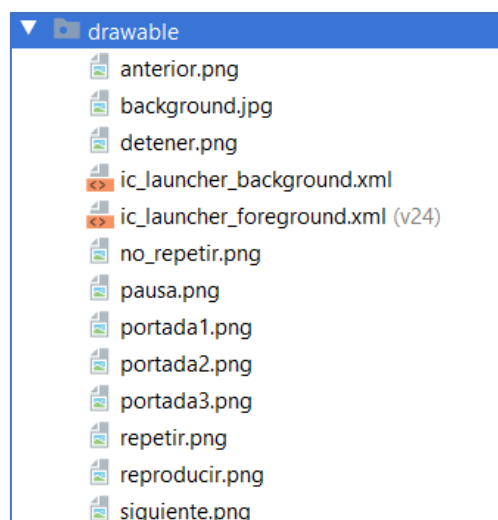 drawable
anterior.png
background.jpg
detener.png
ic_launcher_background.xml
ic_launcher_foreground.xml (v24)
no_repetir.png
pausa.png
portada1.png
portada2.png
portada3.png
repetir.png
reproducir.png
siguiente.png